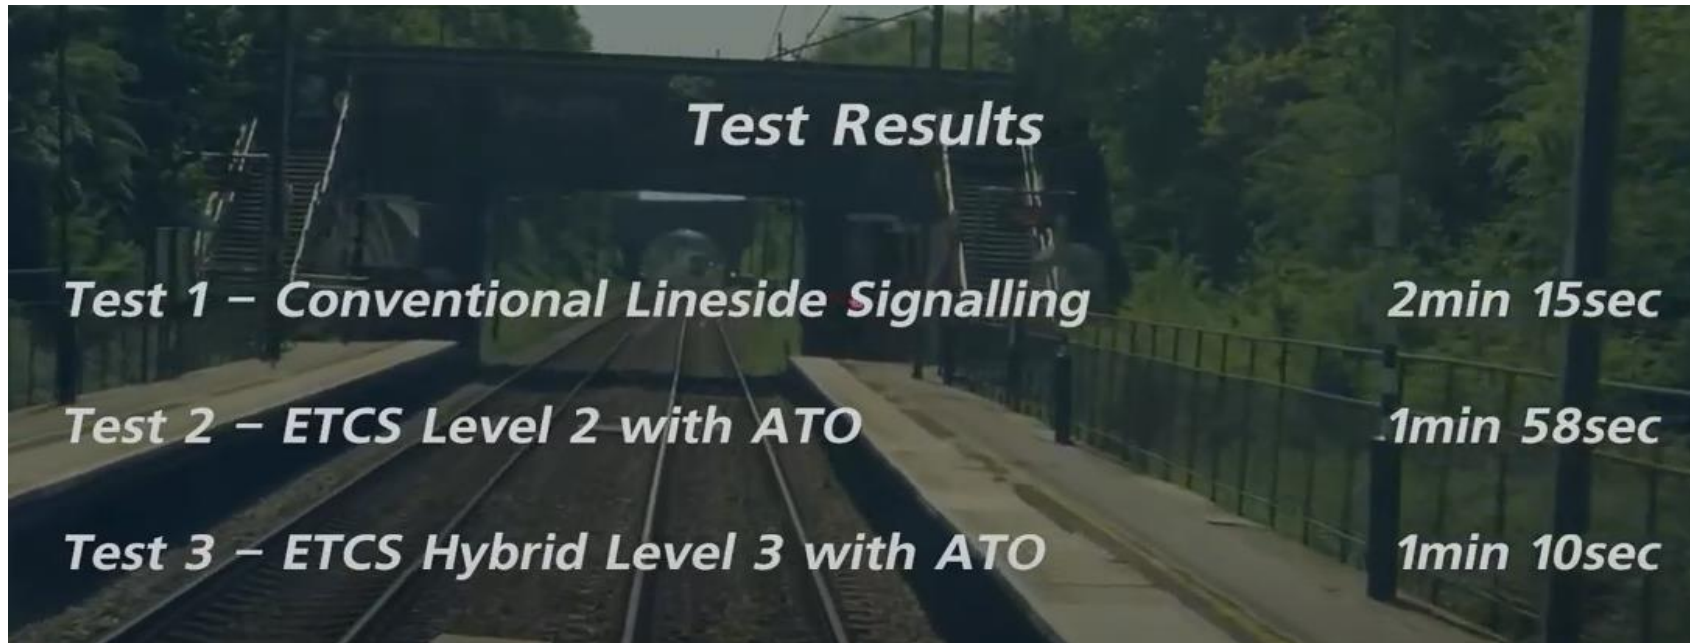 Test Results
Test 1 – Conventional Lineside Signalling 2min 15sec
Test 2 – ETCS Level 2 with ATO 1min 58sec
Test 3 – ETCS Hybrid Level 3 with ATO 1min 10sec